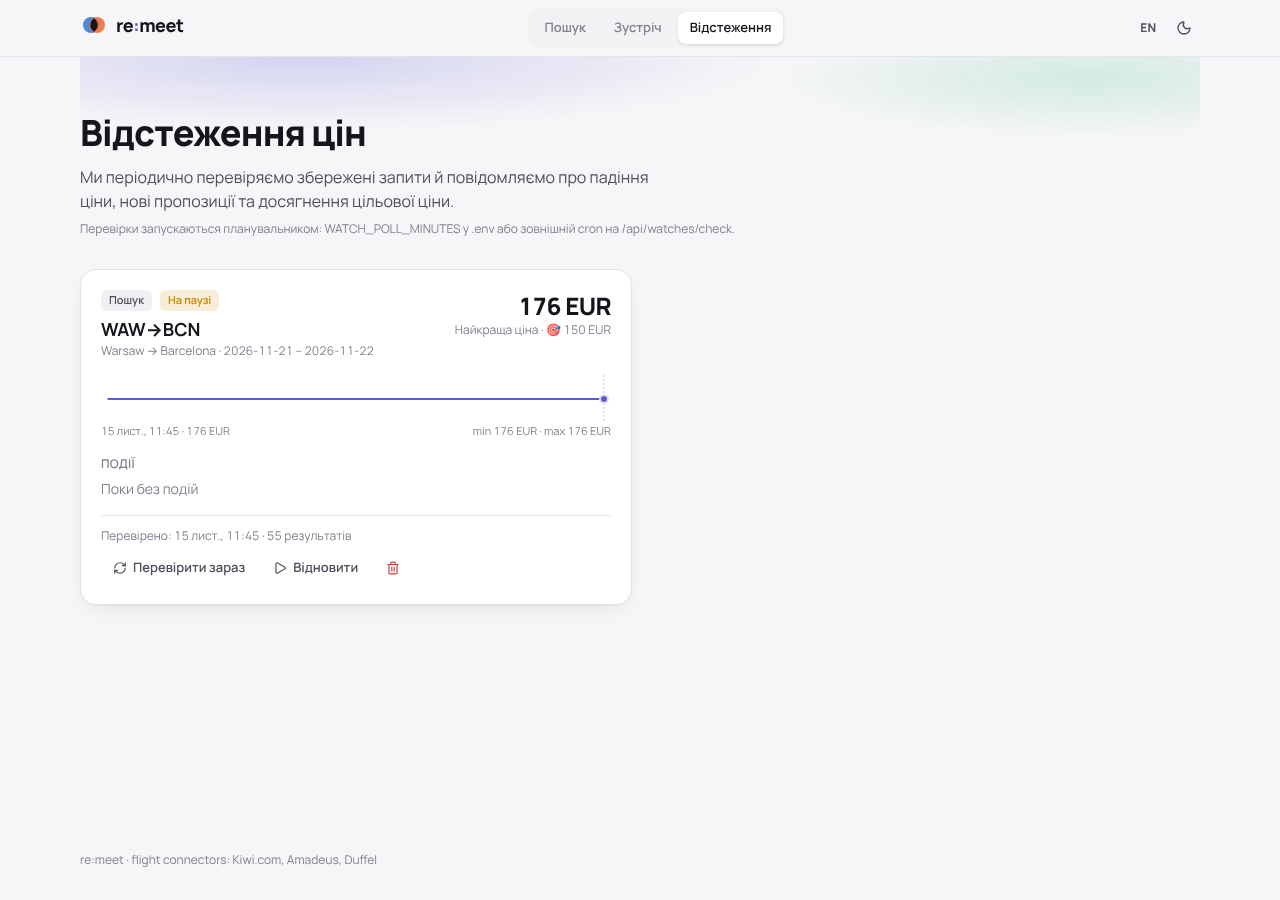 re:meet
Пошук
Зустріч
Відстеження
EN
Відстеження цін
Ми періодично перевіряємо збережені запити й повідомляємо про падіння
ціни, нові пропозиції та досягнення цільової ціни.
Перевірки запускаються планувальником: WATCH_POLL_MINUTES у .env або зовнішній cron на /api/watches/check.
Пошук
На паузі
176 EUR
WAW→BCN
Найкраща ціна · 🎯 150 EUR
Warsaw → Barcelona · 2026-11-21 – 2026-11-22
15 лист., 11:45 · 176 EUR
min 176 EUR · max 176 EUR
ПОДІЇ
Поки без подій
Перевірено: 15 лист., 11:45 · 55 результатів
Перевірити зараз
Відновити
re:meet · flight connectors: Kiwi.com, Amadeus, Duffel